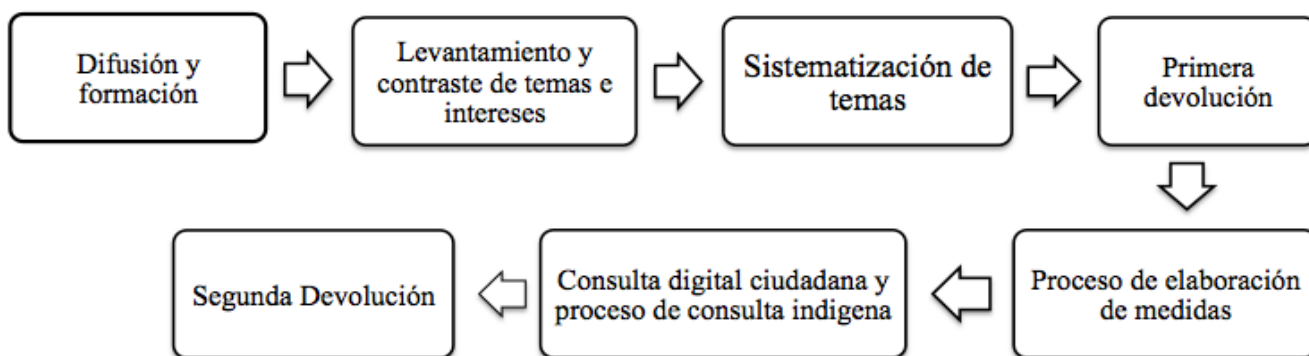 Difusión y
formación
Levantamiento y
contraste de temas e
intereses
Sistematización de
temas
Primera
devolución
Proceso de elaboración
de medidas
Consulta digital ciudadana y
proceso de consulta indigena
Segunda Devolución